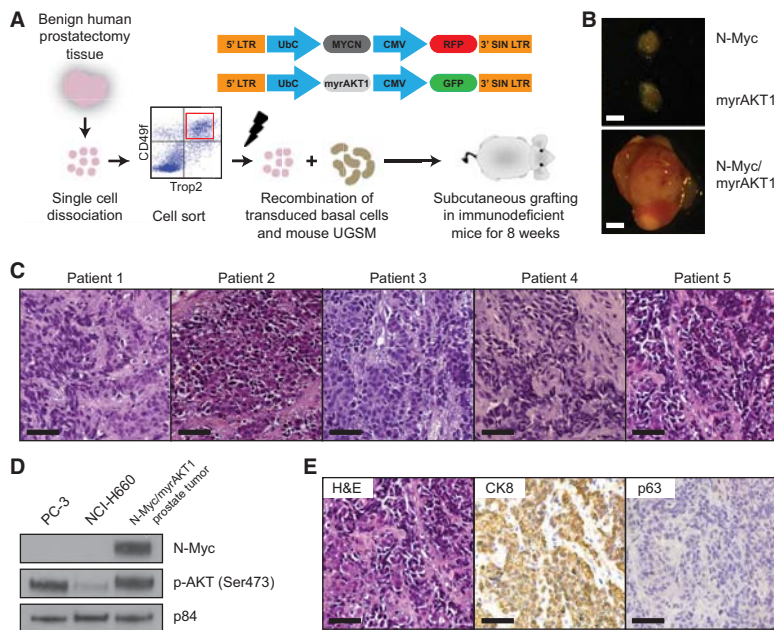 A
Benign human
prostatectomy
tissue
5' LTR UbC MYCN CMV RFP 3' SIN LTR
5' LTR UbC myrAKT1 CMV GFP 3' SIN LTR
CD49f
Trop2
+
Single cell
dissociation
Cell sort
Recombination of
transduced basal cells
and mouse UGSM
Subcutaneous grafting
in immunodeficient
mice for 8 weeks
B
N-Myc
myrAKT1
N-Myc/
myrAKT1
C
Patient 1 Patient 2 Patient 3 Patient 4 Patient 5
D
PC-3
NCI-H660
N-Myc/myrAKT1
prostate tumor
N-Myc
p-AKT (Ser473)
p84
E
H&E CK8 p63